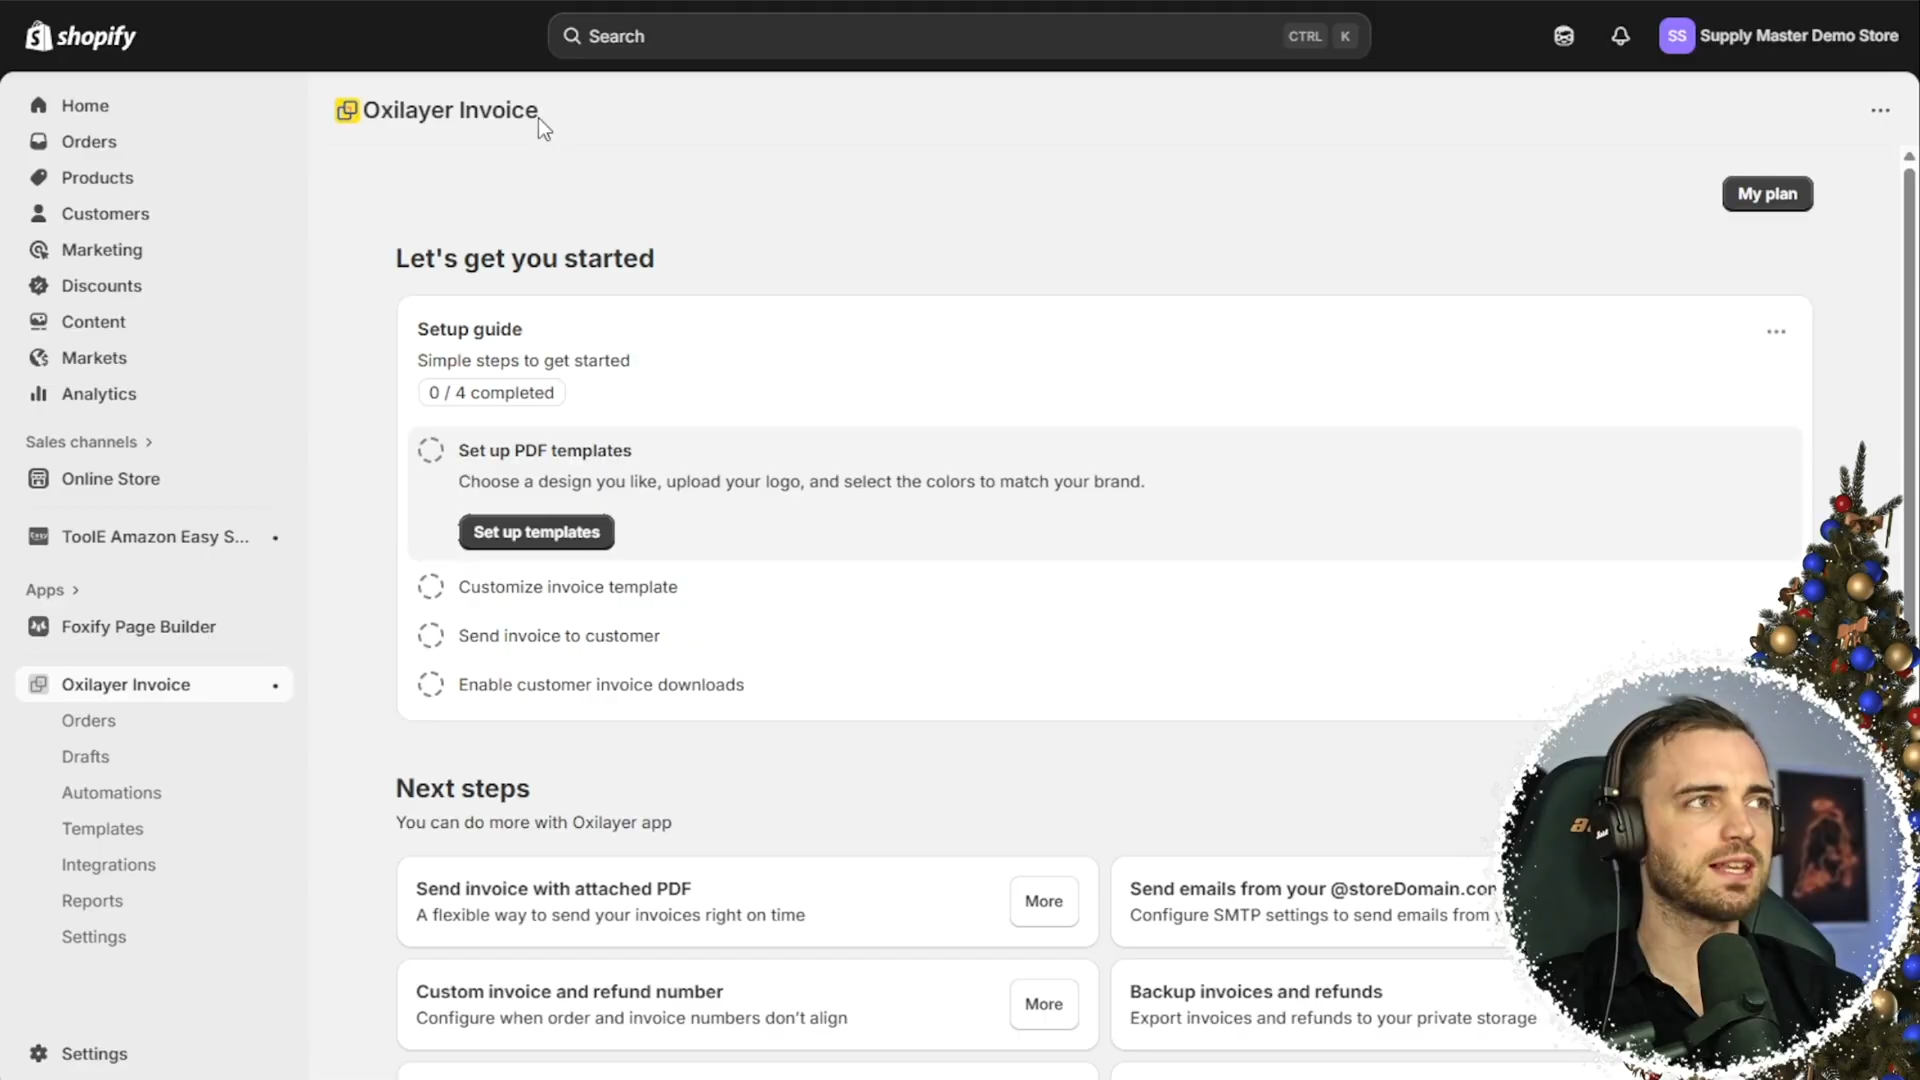 shopify
Search
CTRL K
SS
Supply Master Demo Store
Home
Orders
Products
Customers
Marketing
Discounts
Content
Markets
Analytics
Sales channels
Online Store
ToolE Amazon Easy S...
Apps
Foxify Page Builder
Oxilayer Invoice
Orders
Drafts
Automations
Templates
Integrations
Reports
Settings
Settings
Oxilayer Invoice
My plan
Let's get you started
Setup guide
Simple steps to get started
0 / 4 completed
Set up PDF templates
Choose a design you like, upload your logo, and select the colors to match your brand.
Set up templates
Customize invoice template
Send invoice to customer
Enable customer invoice downloads
Next steps
You can do more with Oxilayer app
Send invoice with attached PDF
A flexible way to send your invoices right on time
More
Send emails from your @storeDomain.com
Configure SMTP settings to send emails from
Custom invoice and refund number
Configure when order and invoice numbers don't align
More
Backup invoices and refunds
Export invoices and refunds to your private storage